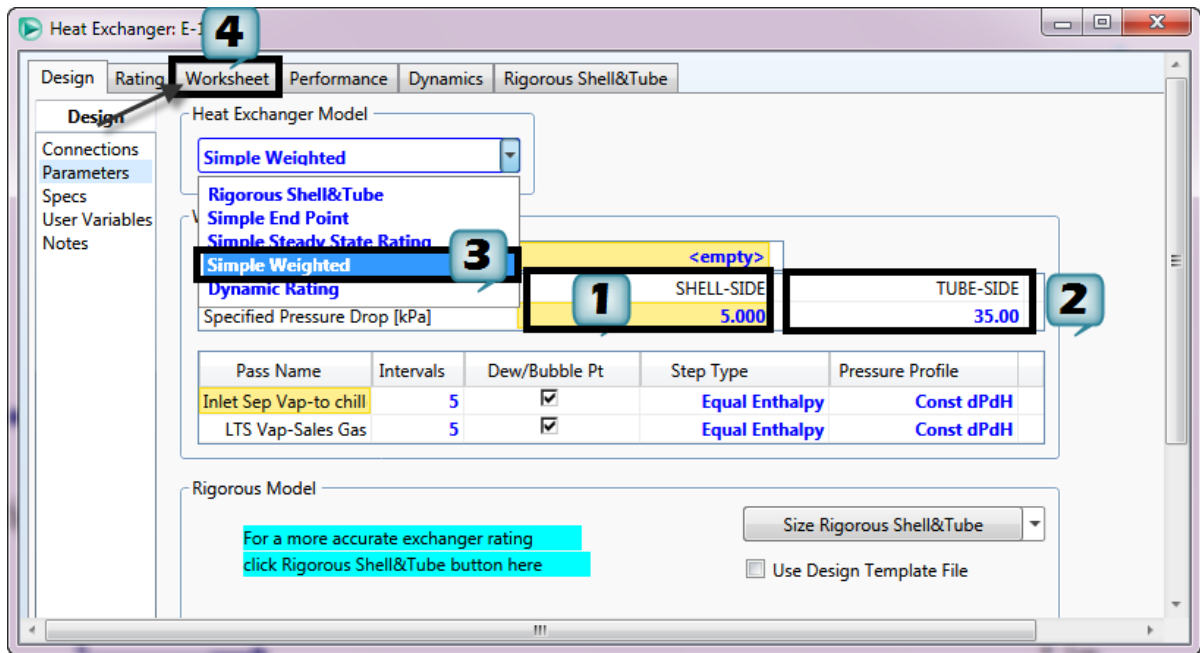 Heat Exchanger: E-1
4
Design Rating Worksheet Performance Dynamics Rigorous Shell&Tube
Design
Connections
Parameters
Specs
User Variables
Notes
Heat Exchanger Model
Simple Weighted
Rigorous Shell&Tube
Simple End Point
Simple Steady State Rating
Simple Weighted
Dynamic Rating
3
<empty>
1
SHELL-SIDE TUBE-SIDE
2
Specified Pressure Drop [kPa] 5.000 35.00
Pass Name Intervals Dew/Bubble Pt Step Type Pressure Profile
Inlet Sep Vap-to chill 5 Equal Enthalpy Const dPdH
LTS Vap-Sales Gas 5 Equal Enthalpy Const dPdH
Rigorous Model
For a more accurate exchanger rating
click Rigorous Shell&Tube button here
Size Rigorous Shell&Tube
Use Design Template File